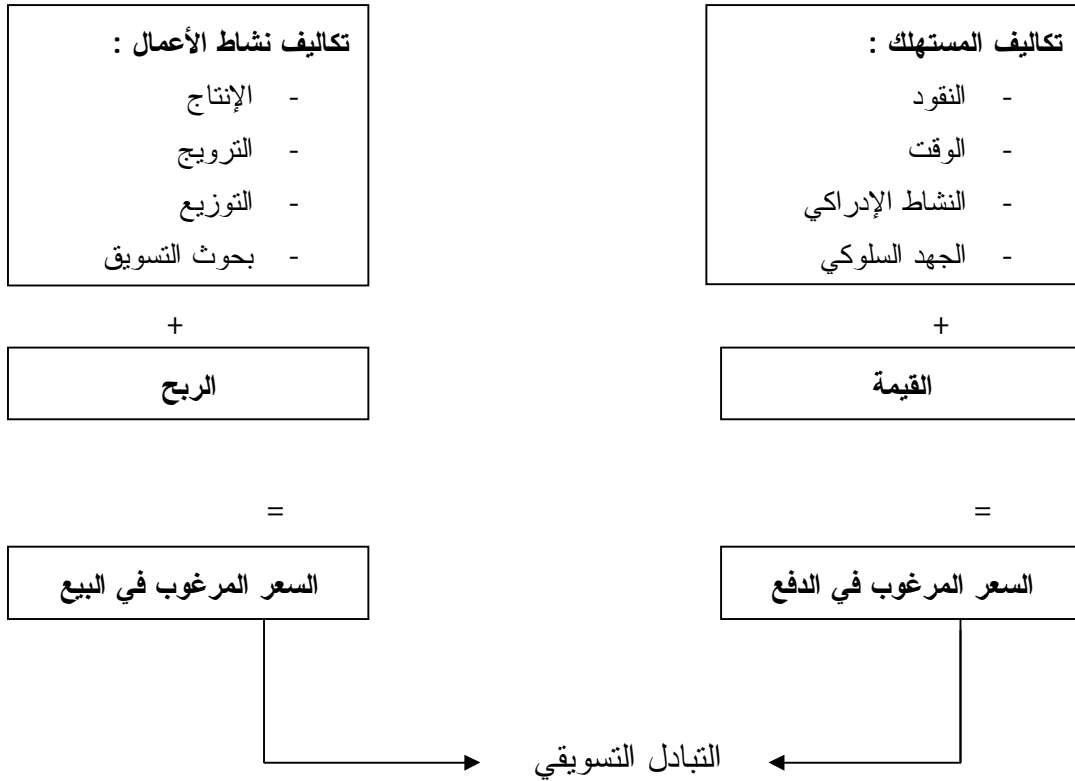 تكاليف المستهلك :
- النقود
- الوقت
- النشاط الإدراكي
- الجهد السلوكي
+
القيمة
=
السعر المرغوب في الدفع
تكاليف نشاط الأعمال :
- الإنتاج
- الترويج
- التوزيع
- بحوث التسويق
+
الربح
=
السعر المرغوب في البيع
التبادل التسويقي